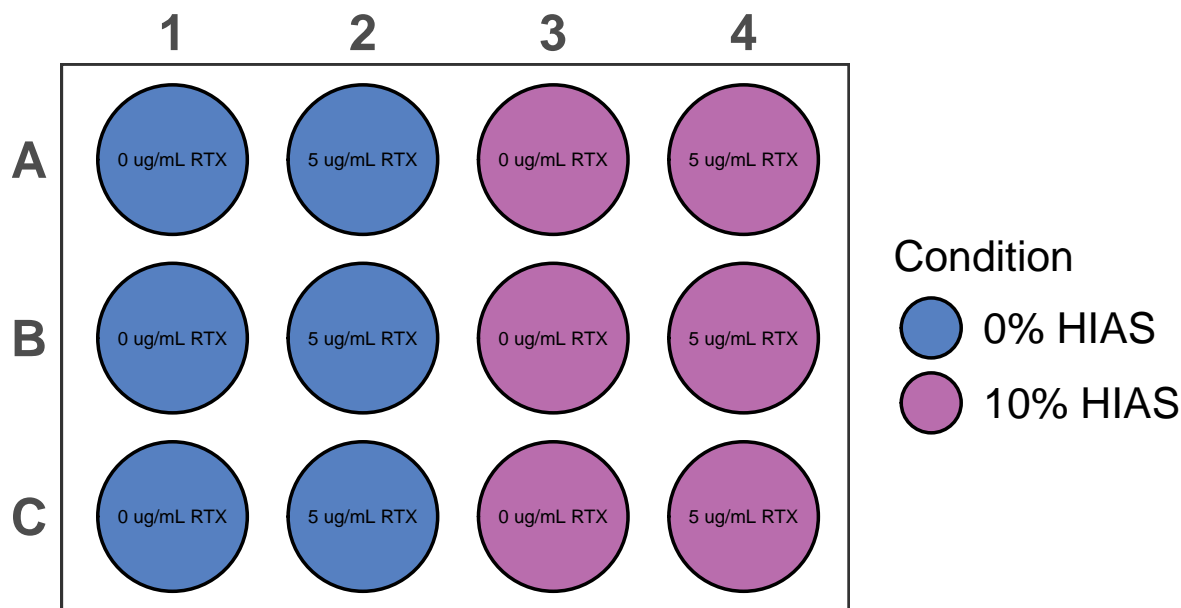 1 2 3 4
A 0 ug/mL RTX 5 ug/mL RTX 0 ug/mL RTX 5 ug/mL RTX
B 0 ug/mL RTX 5 ug/mL RTX 0 ug/mL RTX 5 ug/mL RTX
C 0 ug/mL RTX 5 ug/mL RTX 0 ug/mL RTX 5 ug/mL RTX
Condition
0% HIAS
10% HIAS